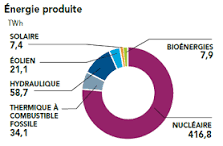 Énergie produite
TWh
SOLAIRE
7,4
BIOÉNERGIES
7,9
ÉOLIEN
21,1
HYDRAULIQUE
58,7
THERMIQUE À
COMBUSTIBLE
FOSSILE
34,1
NUCLÉAIRE
416,8